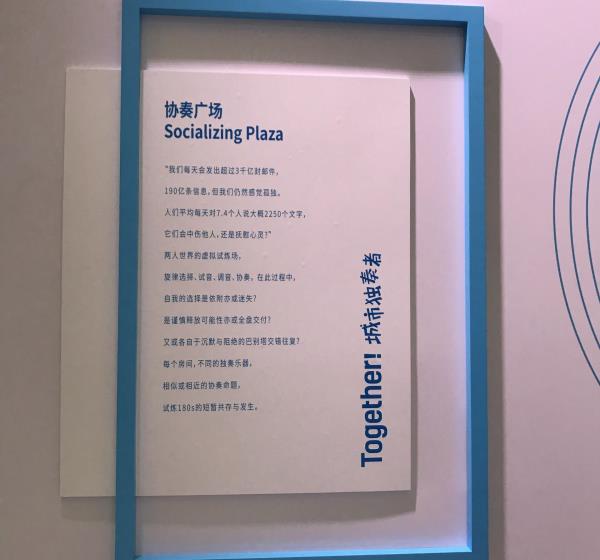 协奏广场
Socializing Plaza
“我们每天会发出超过3千亿封邮件，
190亿条信息，但我们仍然感觉孤独。
人们平均每天对7.4个人说大概2250个文字，
它们会中伤他人，还是抚慰心灵？”
两人世界的虚拟试炼场，
旋律选择、试音、调音、协奏，在此过程中，
自我的选择是依附亦或迷失？
是谨慎释放可能性亦或全盘交付？
又或各自于沉默与阻绝的巴别塔交错往复？
每个房间，不同的独奏乐器，
相似或相近的协奏命题，
试炼180s的短暂共存与发生。
Together! 城市独奏者